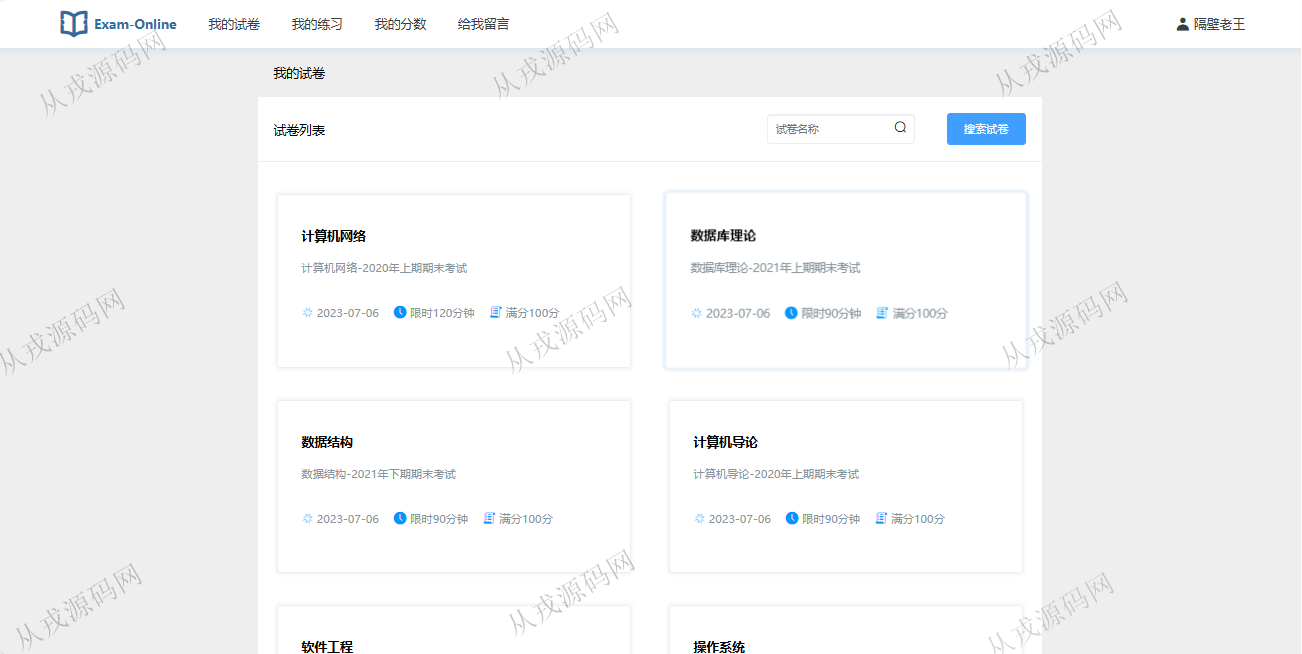 Exam-Online 我的试卷 我的练习 我的分数 给我留言 隔壁老王
我的试卷
试卷列表 试卷名称 搜索试卷
计算机网络
计算机网络-2020年上期期末考试
2023-07-06 限时120分钟 满分100分
数据库理论
数据库理论-2021年上期期末考试
2023-07-06 限时90分钟 满分100分
数据结构
数据结构-2021年下期期末考试
2023-07-06 限时90分钟 满分100分
计算机导论
计算机导论-2020年上期期末考试
2023-07-06 限时90分钟 满分100分
软件工程
操作系统
从戎源码网
从戎源码网
从戎源码网
从戎源码网
从戎源码网
从戎源码网
从戎源码网
从戎源码网
从戎源码网